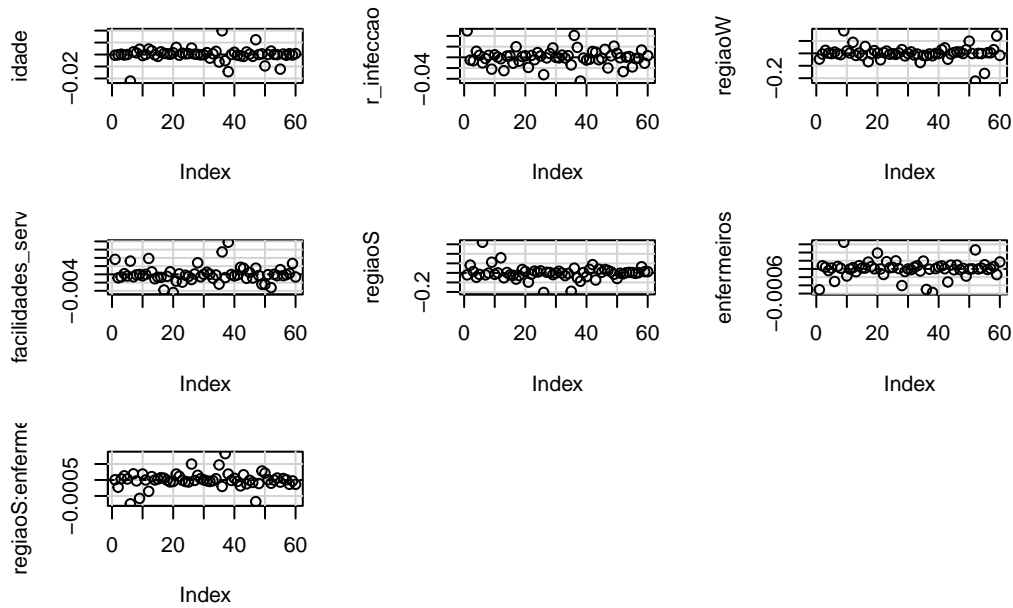 idade
−0.02
0 20 40 60
Index
r_infeccao
−0.04
0 20 40 60
Index
regiaoW
−0.2
0 20 40 60
Index
facilidades_serv
−0.004
0 20 40 60
Index
regiaoS
−0.2
0 20 40 60
Index
enfermeiros
−0.0006
0 20 40 60
Index
regiaoS:enferme
−0.0005
0 20 40 60
Index